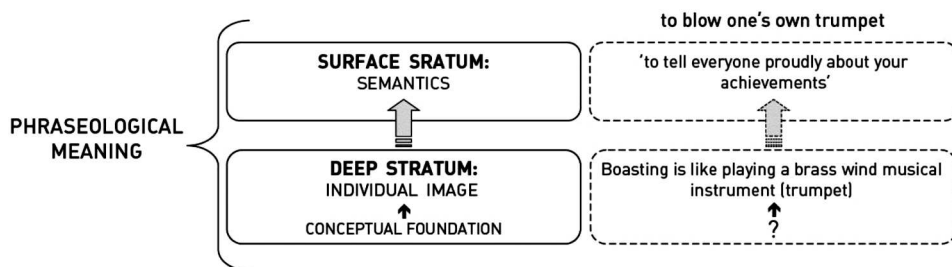 to blow one's own trumpet
SURFACE SRATUM:
SEMANTICS
'to tell everyone proudly about your
achievements'
PHRASEOLOGICAL
MEANING
DEEP STRATUM:
INDIVIDUAL IMAGE
CONCEPTUAL FOUNDATION
Boasting is like playing a brass wind musical
instrument (trumpet)
?